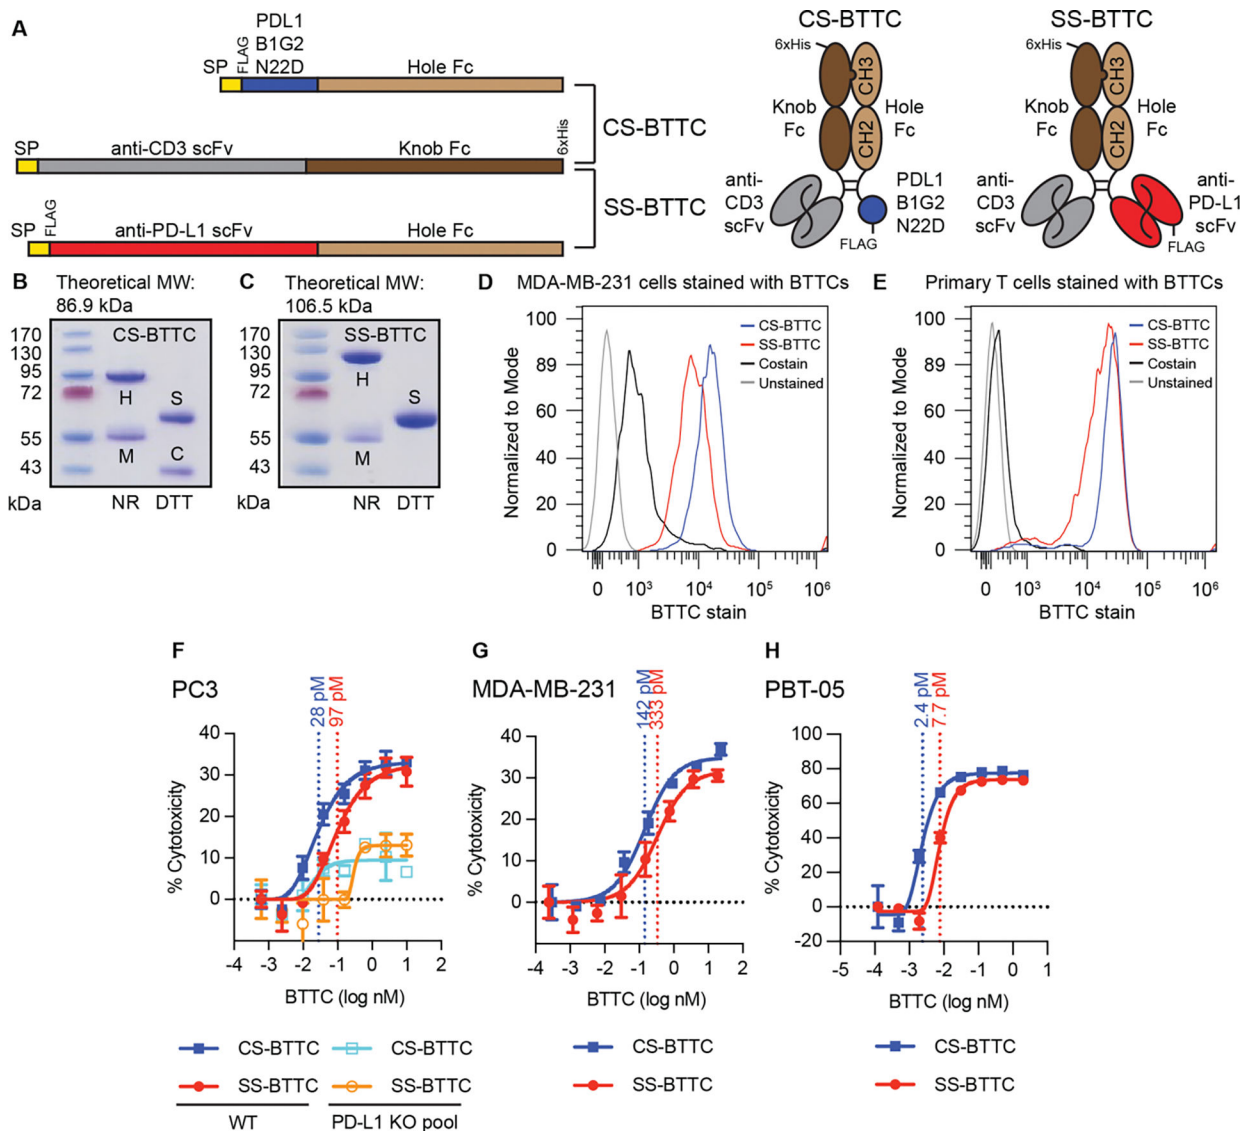 A
PDL1
B1G2
N22D
FLAG
SP
Hole Fc
6xHis
SP
anti-CD3 scFv
Knob Fc
FLAG
SP
anti-PD-L1 scFv
Hole Fc
CS-BTTC
SS-BTTC
CS-BTTC
6xHis
CH3
CH2
Knob
Fc
Hole
Fc
anti-
CD3
scFv
PDL1
B1G2
N22D
FLAG
SS-BTTC
6xHis
CH3
CH2
Knob
Fc
Hole
Fc
anti-
CD3
scFv
anti-
PD-L1
scFv
FLAG
B
Theoretical MW:
86.9 kDa
CS-BTTC
170
130
95
72
55
43
kDa
H
M
S
C
NR DTT
C
Theoretical MW:
106.5 kDa
SS-BTTC
170
130
95
72
55
43
kDa
H
M
S
NR DTT
D
MDA-MB-231 cells stained with BTTCs
Normalized to Mode
100
89
60
40
20
0
CS-BTTC
SS-BTTC
Costain
Unstained
0 10³ 10⁴ 10⁵ 10⁶
BTTC stain
E
Primary T cells stained with BTTCs
Normalized to Mode
100
89
60
40
20
0
CS-BTTC
SS-BTTC
Costain
Unstained
0 10³ 10⁴ 10⁵ 10⁶
BTTC stain
F
PC3
28 pM
97 pM
% Cytotoxicity
40
30
20
10
0
-4 -3 -2 -1 0 1 2
BTTC (log nM)
CS-BTTC
SS-BTTC
WT
CS-BTTC
SS-BTTC
PD-L1 KO pool
G
MDA-MB-231
142 pM
333 pM
% Cytotoxicity
40
30
20
10
0
-4 -3 -2 -1 0 1 2
BTTC (log nM)
CS-BTTC
SS-BTTC
H
PBT-05
2.4 pM
7.7 pM
% Cytotoxicity
100
80
60
40
20
0
-20
-5 -4 -3 -2 -1 0 1
BTTC (log nM)
CS-BTTC
SS-BTTC